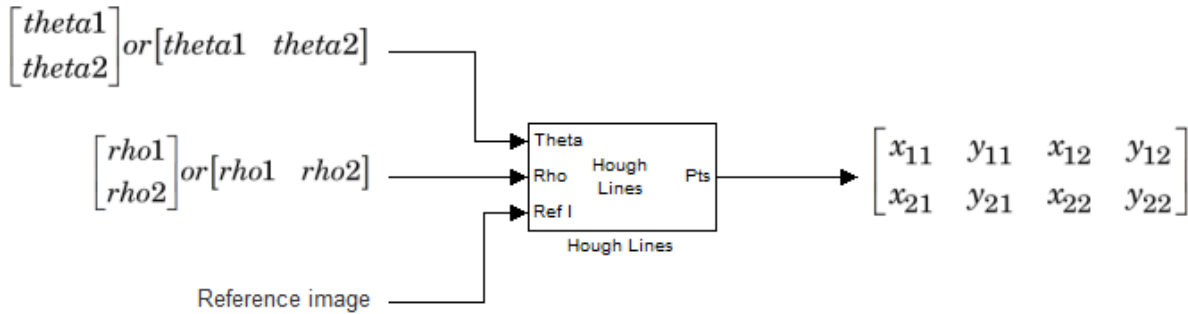 [theta1
theta2] or [theta1 theta2]
[rho1
rho2] or [rho1 rho2]
Reference image
Theta
Rho
Ref I
Hough
Lines
Pts
Hough Lines
[x11 y11 x12 y12
x21 y21 x22 y22]